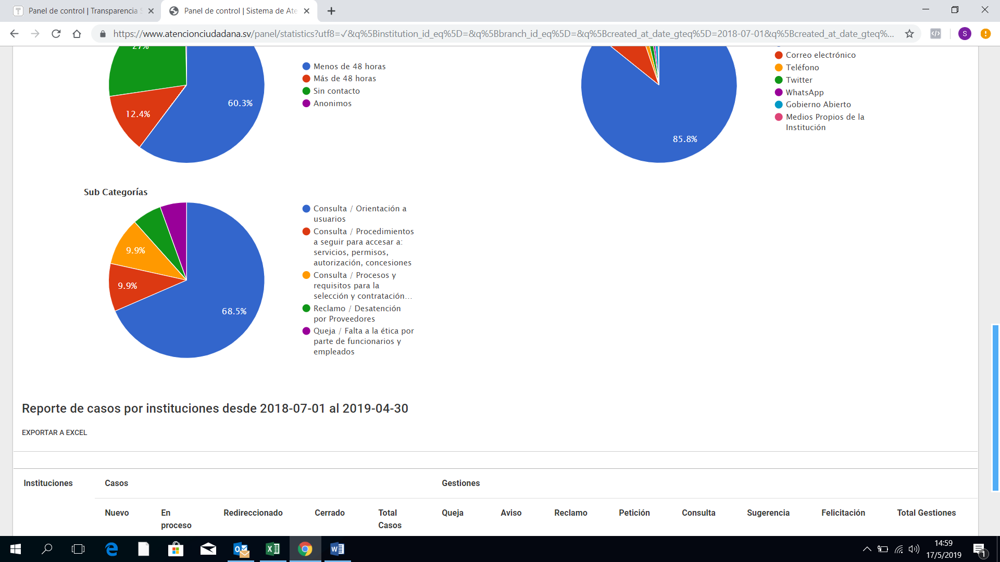 Panel de control | Transparencia
Panel de control | Sistema de Ate
https://www.atencionciudadana.sv/panel/statistics?utf8=✓&q%5Binstitution_id_eq%5D=&q%5Bbranch_id_eq%5D=&q%5Bcreated_at_date_gteq%5D=2018-07-01&q%5Bcreated_at_date_gteq%...
S
27%
60.3%
12.4%
Menos de 48 horas
Más de 48 horas
Sin contacto
Anonimos
85.8%
Correo electrónico
Teléfono
Twitter
WhatsApp
Gobierno Abierto
Medios Propios de la
Institución
Sub Categorías
9.9%
9.9%
68.5%
Consulta / Orientación a
usuarios
Consulta / Procedimientos
a seguir para accesar a:
servicios, permisos,
autorización, concesiones
Consulta / Procesos y
requisitos para la
selección y contratación...
Reclamo / Desatención
por Proveedores
Queja / Falta a la ética por
parte de funcionarios y
empleados
Reporte de casos por instituciones desde 2018-07-01 al 2019-04-30
EXPORTAR A EXCEL
Instituciones Casos Gestiones
Nuevo En proceso Redireccionado Cerrado Total Casos Queja Aviso Reclamo Petición Consulta Sugerencia Felicitación Total Gestiones
14:59
17/5/2019
1